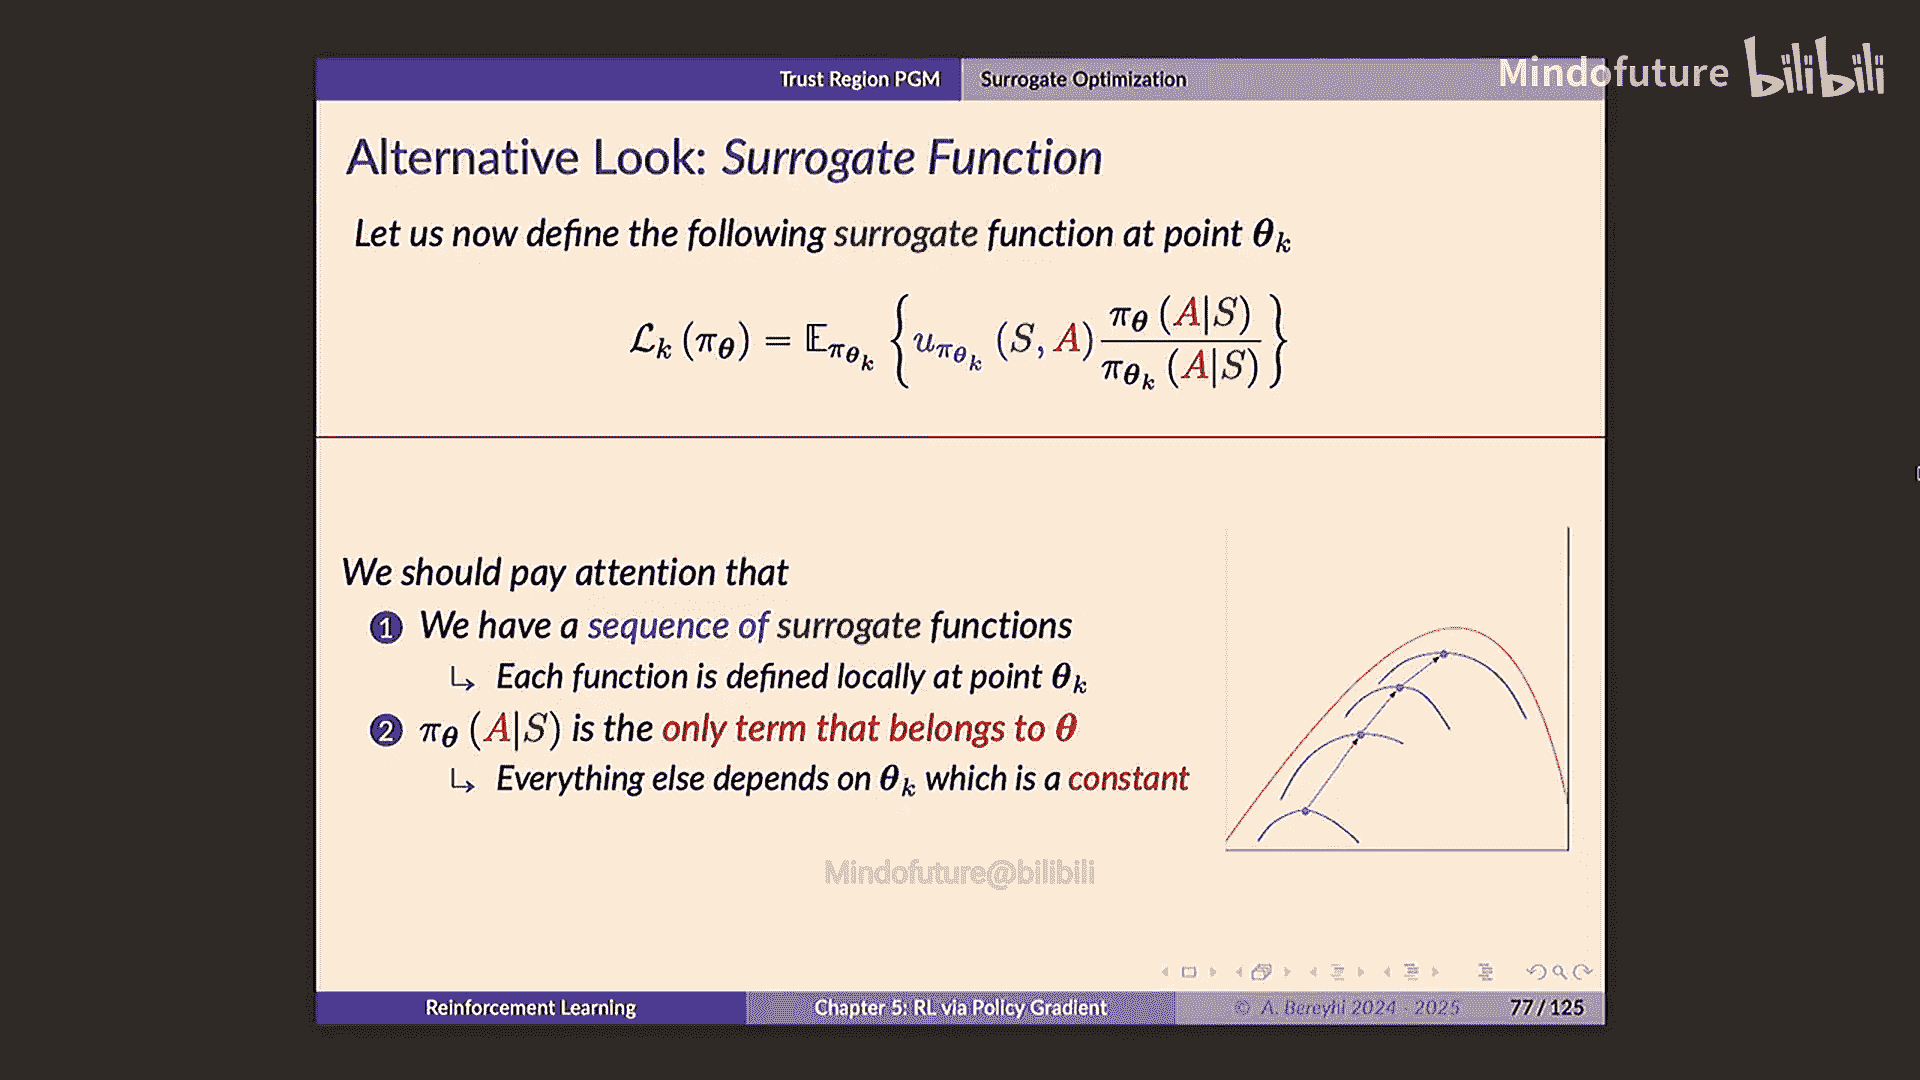 Mindofuture bilibili
Trust Region PGM Surrogate Optimization
Alternative Look: Surrogate Function
Let us now define the following surrogate function at point θ_k
𝓛_k (π_θ) = 𝔼_{π_{θ_k}} { u_{π_{θ_k}} (S, A) π_θ (A|S) / π_{θ_k} (A|S) }
We should pay attention that
1 We have a sequence of surrogate functions
↳ Each function is defined locally at point θ_k
2 π_θ (A|S) is the only term that belongs to θ
↳ Everything else depends on θ_k which is a constant
Mindofuture@bilibili
Reinforcement Learning Chapter 5: RL via Policy Gradient © A. Bereyhi 2024 - 2025 77 / 125